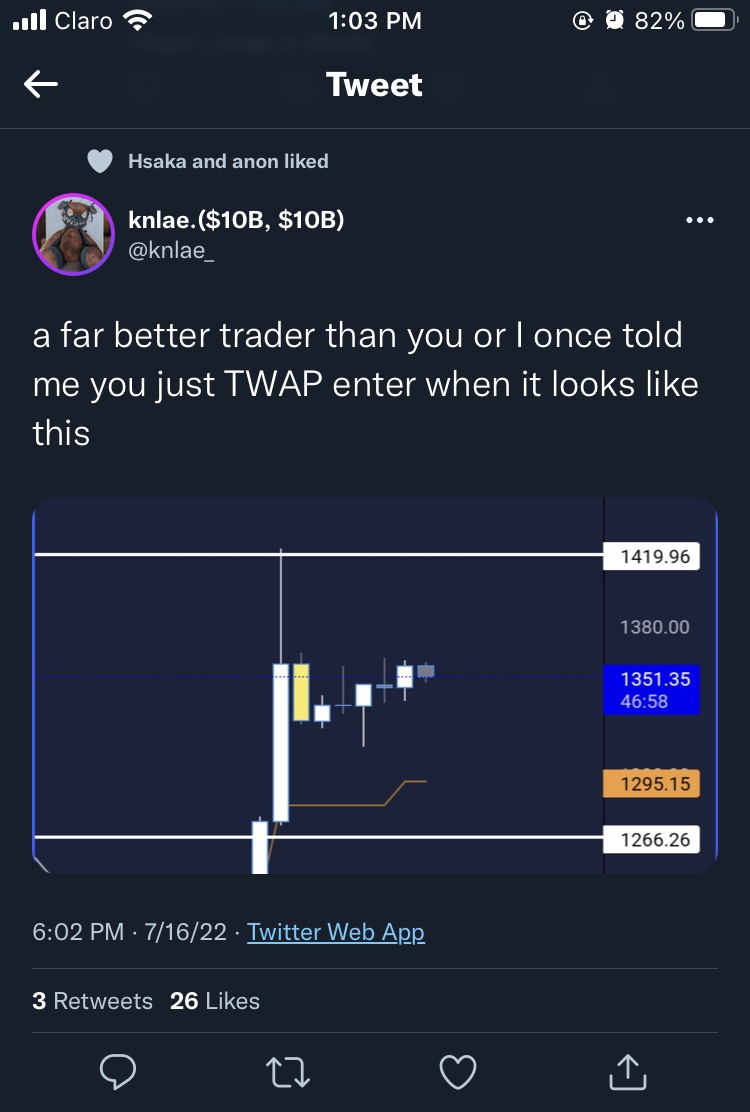 Claro 1:03 PM 82%
Tweet
Hsaka and anon liked
knlae.($10B, $10B)
@knlae_
a far better trader than you or I once told
me you just TWAP enter when it looks like
this
1419.96
1380.00
1351.35
46:58
1295.15
1266.26
6:02 PM · 7/16/22 · Twitter Web App
3 Retweets 26 Likes